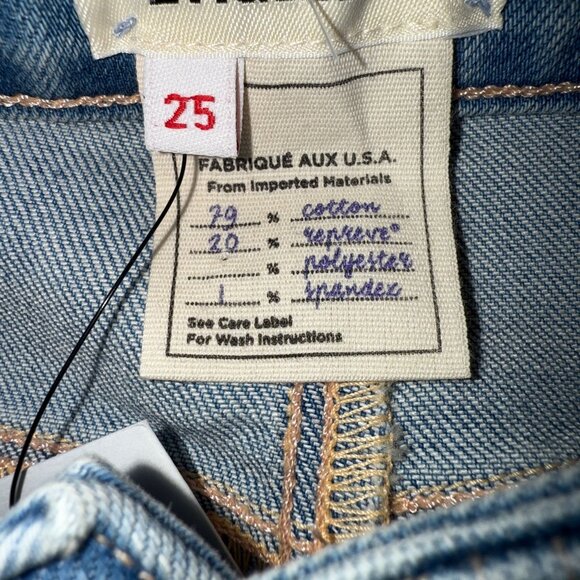 25
FABRIQUÉ AUX U.S.A.
From Imported Materials
79 % cotton
20 % repreve®
% polyester
1 % spandex
See Care Label
For Wash Instructions